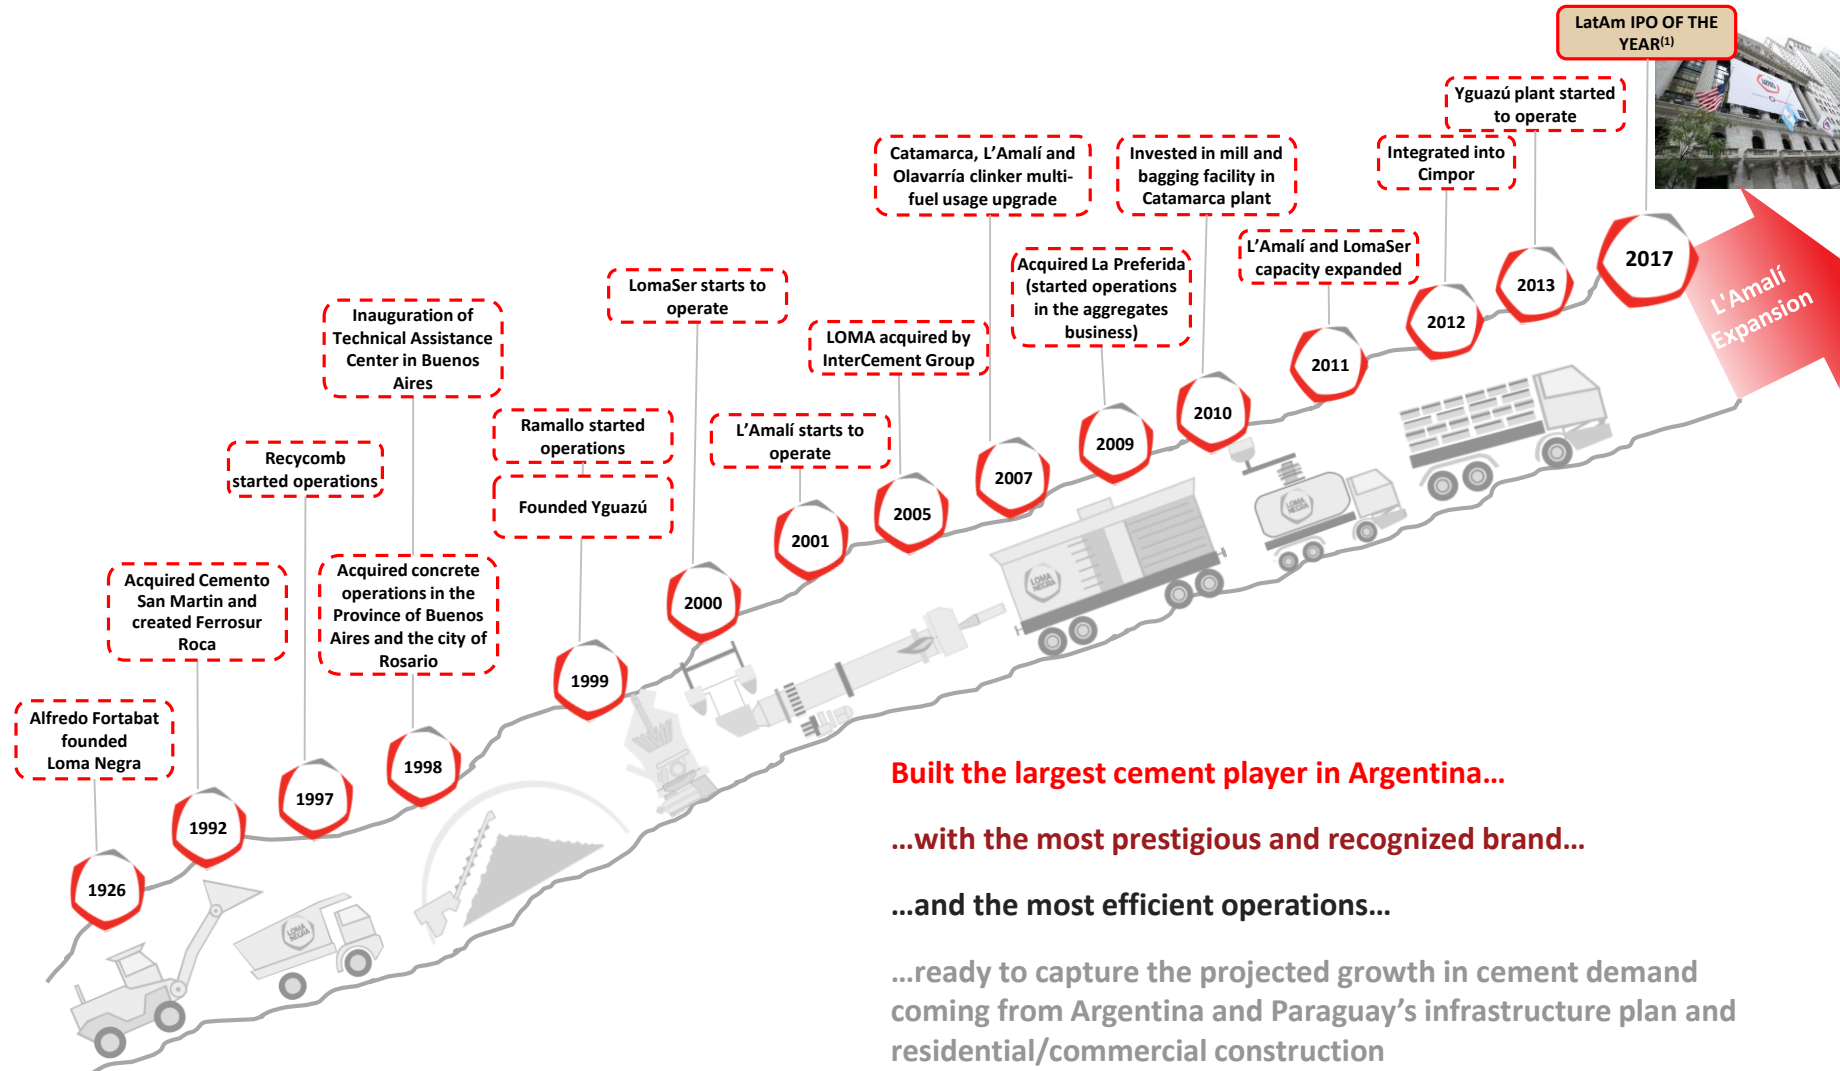 LatAm IPO OF THE
YEAR(1)
Yguazú plant started
to operate
Integrated into
Cimpor
Invested in mill and
bagging facility in
Catamarca plant
Catamarca, L’Amalí and
Olavarría clinker multi-
fuel usage upgrade
L’Amalí and LomaSer
capacity expanded
Acquired La Preferida
(started operations
in the aggregates
business)
LomaSer starts to
operate
LOMA acquired by
InterCement Group
Inauguration of
Technical Assistance
Center in Buenos
Aires
Ramallo started
operations
Founded Yguazú
L’Amalí starts to
operate
Recycomb
started operations
Acquired concrete
operations in the
Province of Buenos
Aires and the city of
Rosario
Acquired Cemento
San Martin and
created Ferrosur
Roca
Alfredo Fortabat
founded
Loma Negra
1926
1992
1997
1998
1999
2000
2001
2005
2007
2009
2010
2011
2012
2013
2017
L'Amalí
Expansion
LOMA
NEGRA
LOMA
NEGRA
LOMA
NEGRA
Built the largest cement player in Argentina...
...with the most prestigious and recognized brand...
...and the most efficient operations...
...ready to capture the projected growth in cement demand
coming from Argentina and Paraguay’s infrastructure plan and
residential/commercial construction